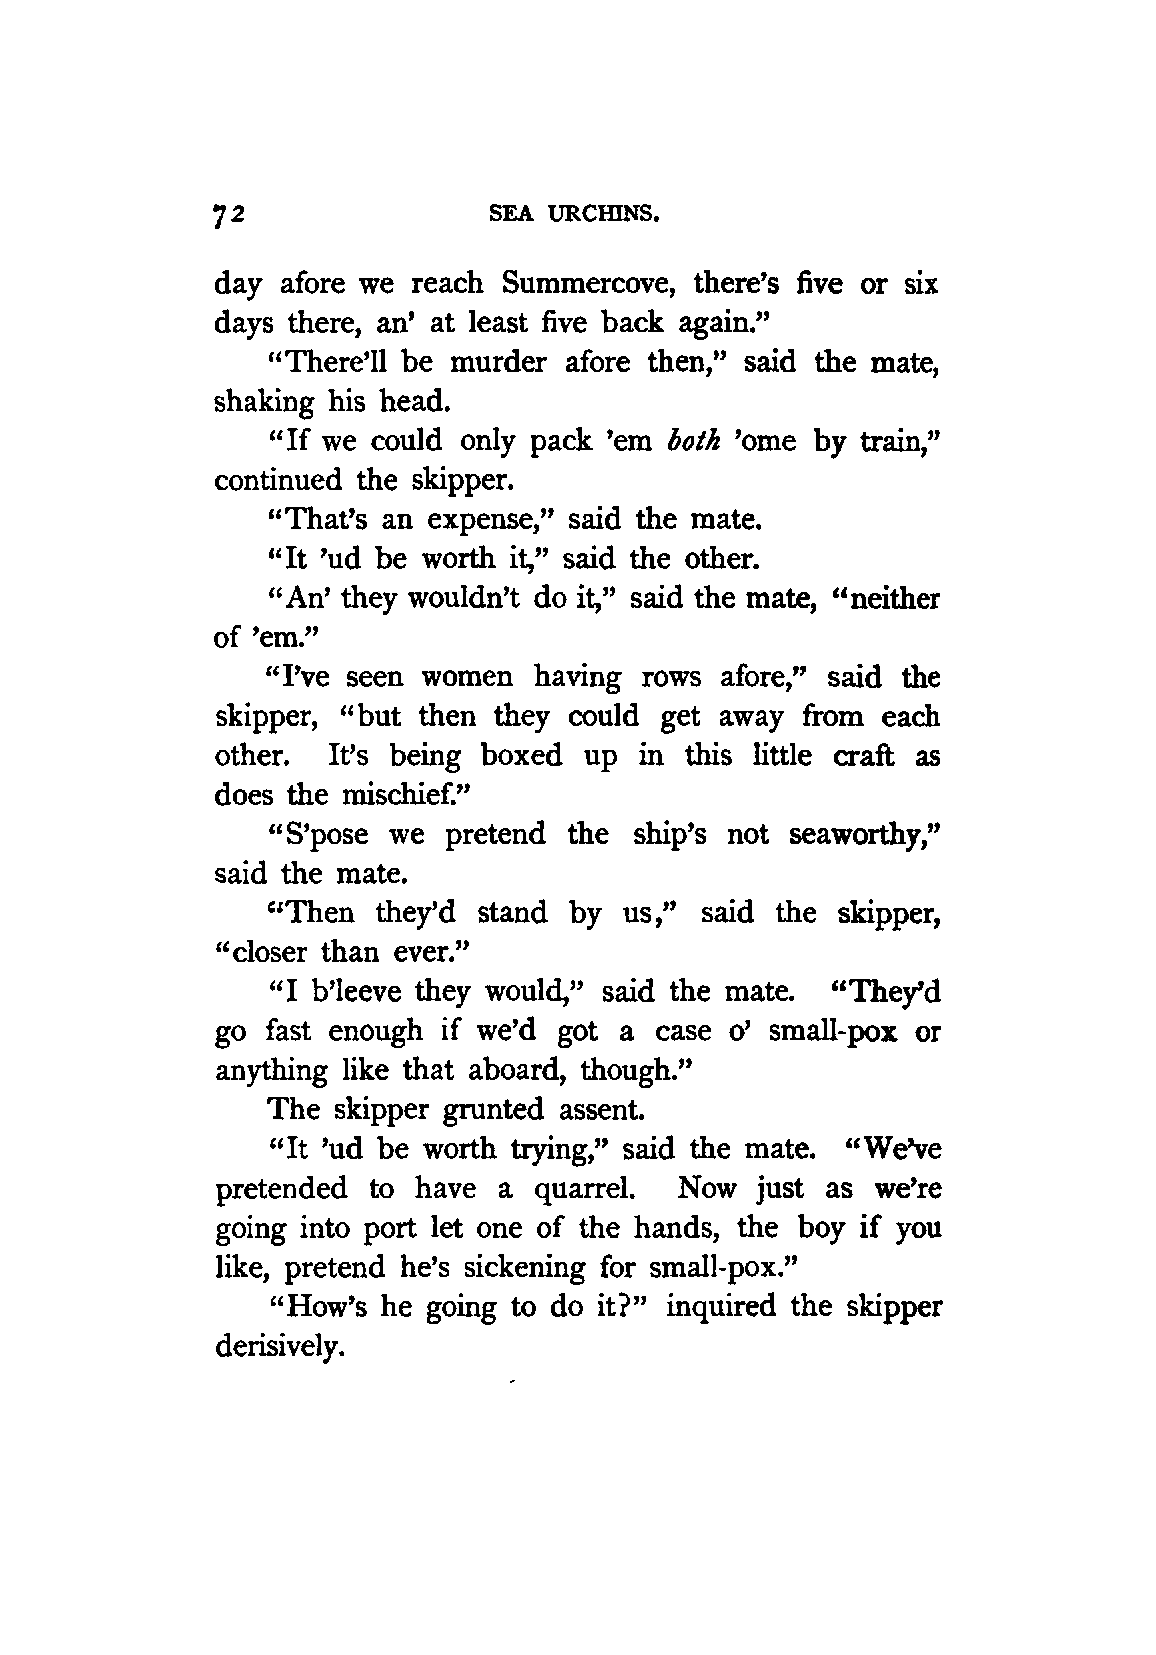 72 SEA URCHINS.
day afore we reach Summercove, there's five or six
days there, an' at least five back again."
"There'll be murder afore then," said the mate,
shaking his head.
"If we could only pack 'em both 'ome by train,"
continued the skipper.
"That's an expense," said the mate.
"It 'ud be worth it," said the other.
"An' they wouldn't do it," said the mate, "neither
of 'em."
"I've seen women having rows afore," said the
skipper, "but then they could get away from each
other. It's being boxed up in this little craft as
does the mischief."
"S'pose we pretend the ship's not seaworthy,"
said the mate.
"Then they'd stand by us," said the skipper,
"closer than ever."
"I b'leeve they would," said the mate. "They'd
go fast enough if we'd got a case o' small-pox or
anything like that aboard, though."
The skipper grunted assent.
"It 'ud be worth trying," said the mate. "We've
pretended to have a quarrel. Now just as we're
going into port let one of the hands, the boy if you
like, pretend he's sickening for small-pox."
"How's he going to do it?" inquired the skipper
derisively.